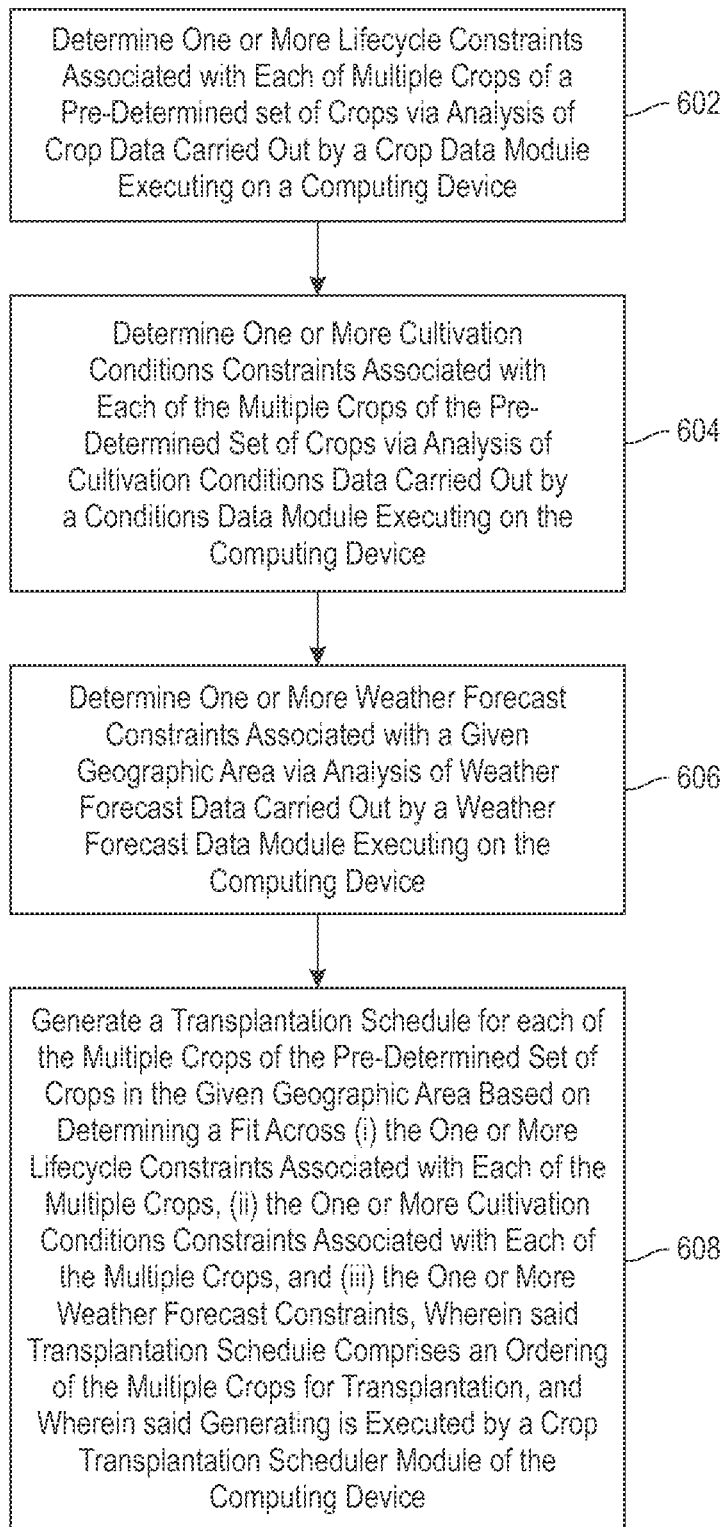 Determine One or More Lifecycle Constraints
Associated with Each of Multiple Crops of a
Pre-Determined set of Crops via Analysis of
Crop Data Carried Out by a Crop Data Module
Executing on a Computing Device
602
Determine One or More Cultivation
Conditions Constraints Associated with
Each of the Multiple Crops of the Pre-
Determined Set of Crops via Analysis of
Cultivation Conditions Data Carried Out by
a Conditions Data Module Executing on the
Computing Device
604
Determine One or More Weather Forecast
Constraints Associated with a Given
Geographic Area via Analysis of Weather
Forecast Data Carried Out by a Weather
Forecast Data Module Executing on the
Computing Device
606
Generate a Transplantation Schedule for each of
the Multiple Crops of the Pre-Determined Set of
Crops in the Given Geographic Area Based on
Determining a Fit Across (i) the One or More
Lifecycle Constraints Associated with Each of the
Multiple Crops, (ii) the One or More Cultivation
Conditions Constraints Associated with Each of
the Multiple Crops, and (iii) the One or More
Weather Forecast Constraints, Wherein said
Transplantation Schedule Comprises an Ordering
of the Multiple Crops for Transplantation, and
Wherein said Generating is Executed by a Crop
Transplantation Scheduler Module of the
Computing Device
608